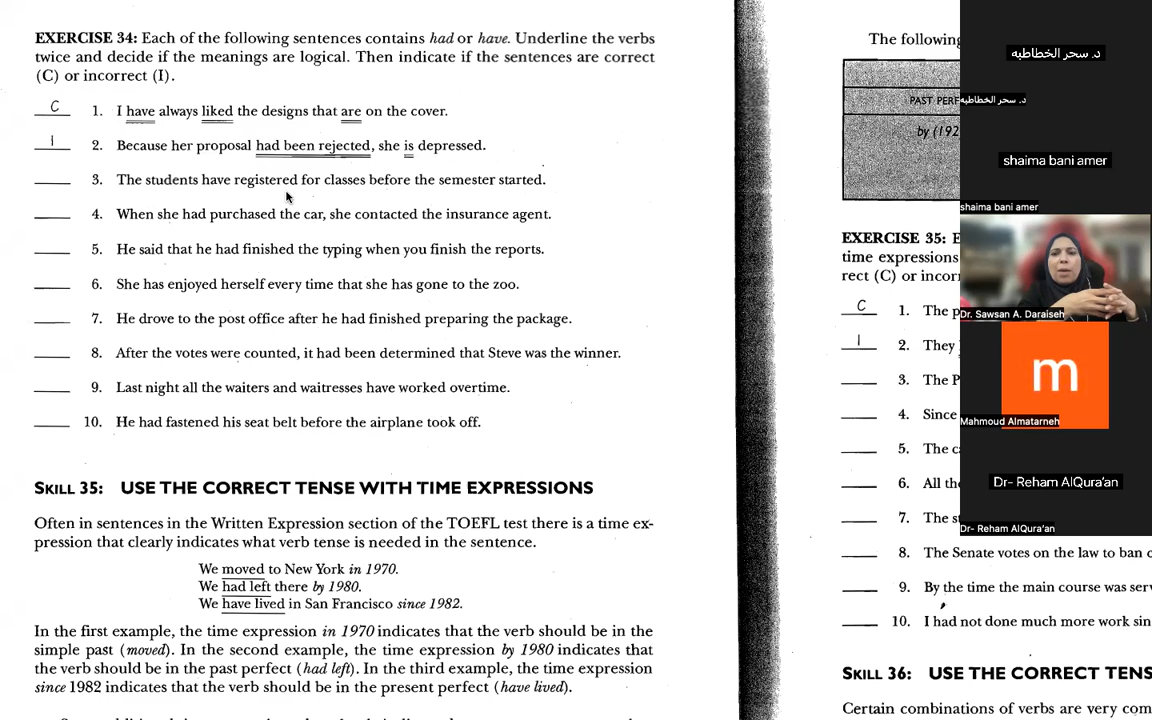 EXERCISE 34: Each of the following sentences contains had or have. Underline the verbs
twice and decide if the meanings are logical. Then indicate if the sentences are correct
(C) or incorrect (I).
C 1. I have always liked the designs that are on the cover.
I 2. Because her proposal had been rejected, she is depressed.
3. The students have registered for classes before the semester started.
4. When she had purchased the car, she contacted the insurance agent.
5. He said that he had finished the typing when you finish the reports.
6. She has enjoyed herself every time that she has gone to the zoo.
7. He drove to the post office after he had finished preparing the package.
8. After the votes were counted, it had been determined that Steve was the winner.
9. Last night all the waiters and waitresses have worked overtime.
10. He had fastened his seat belt before the airplane took off.
SKILL 35: USE THE CORRECT TENSE WITH TIME EXPRESSIONS
Often in sentences in the Written Expression section of the TOEFL test there is a time ex-
pression that clearly indicates what verb tense is needed in the sentence.
We moved to New York in 1970.
We had left there by 1980.
We have lived in San Francisco since 1982.
In the first example, the time expression in 1970 indicates that the verb should be in the
simple past (moved). In the second example, the time expression by 1980 indicates that
the verb should be in the past perfect (had left). In the third example, the time expression
since 1982 indicates that the verb should be in the present perfect (have lived).
The following
PAST PERF
by (192
EXERCISE 35: E
time expressions
rect (C) or incorr
C 1. The p
I 2. They
3. The P
4. Since
5. The c
6. All the
7. The s
8. The Senate votes on the law to ban c
9. By the time the main course was serv
10. I had not done much more work sin
SKILL 36: USE THE CORRECT TENS
Certain combinations of verbs are very com
د. سحر الخطاطبه
د. سحر الخطاطبه
shaima bani amer
shaima bani amer
Dr. Sawsan A. Daraiseh
m
Mahmoud Almatarneh
Dr- Reham AlQura'an
Dr- Reham AlQura'an